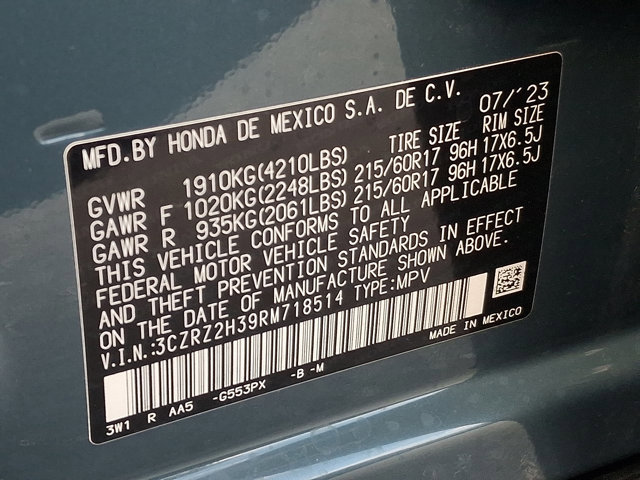 MFD.BY HONDA DE MEXICO S.A. DE C.V. 07/'23
TIRE SIZE RIM SIZE
GVWR 1910KG(4210LBS)
GAWR F 1020KG(2248LBS) 215/60R17 96H 17X6.5J
GAWR R 935KG(2061LBS) 215/60R17 96H 17X6.5J
THIS VEHICLE CONFORMS TO ALL APPLICABLE
FEDERAL MOTOR VEHICLE SAFETY
AND THEFT PREVENTION STANDARDS IN EFFECT
ON THE DATE OF MANUFACTURE SHOWN ABOVE.
V.I.N.:3CZRZ2H39RM718514 TYPE:MPV
MADE IN MEXICO
3W1 R AA5 -G553PX -B -M